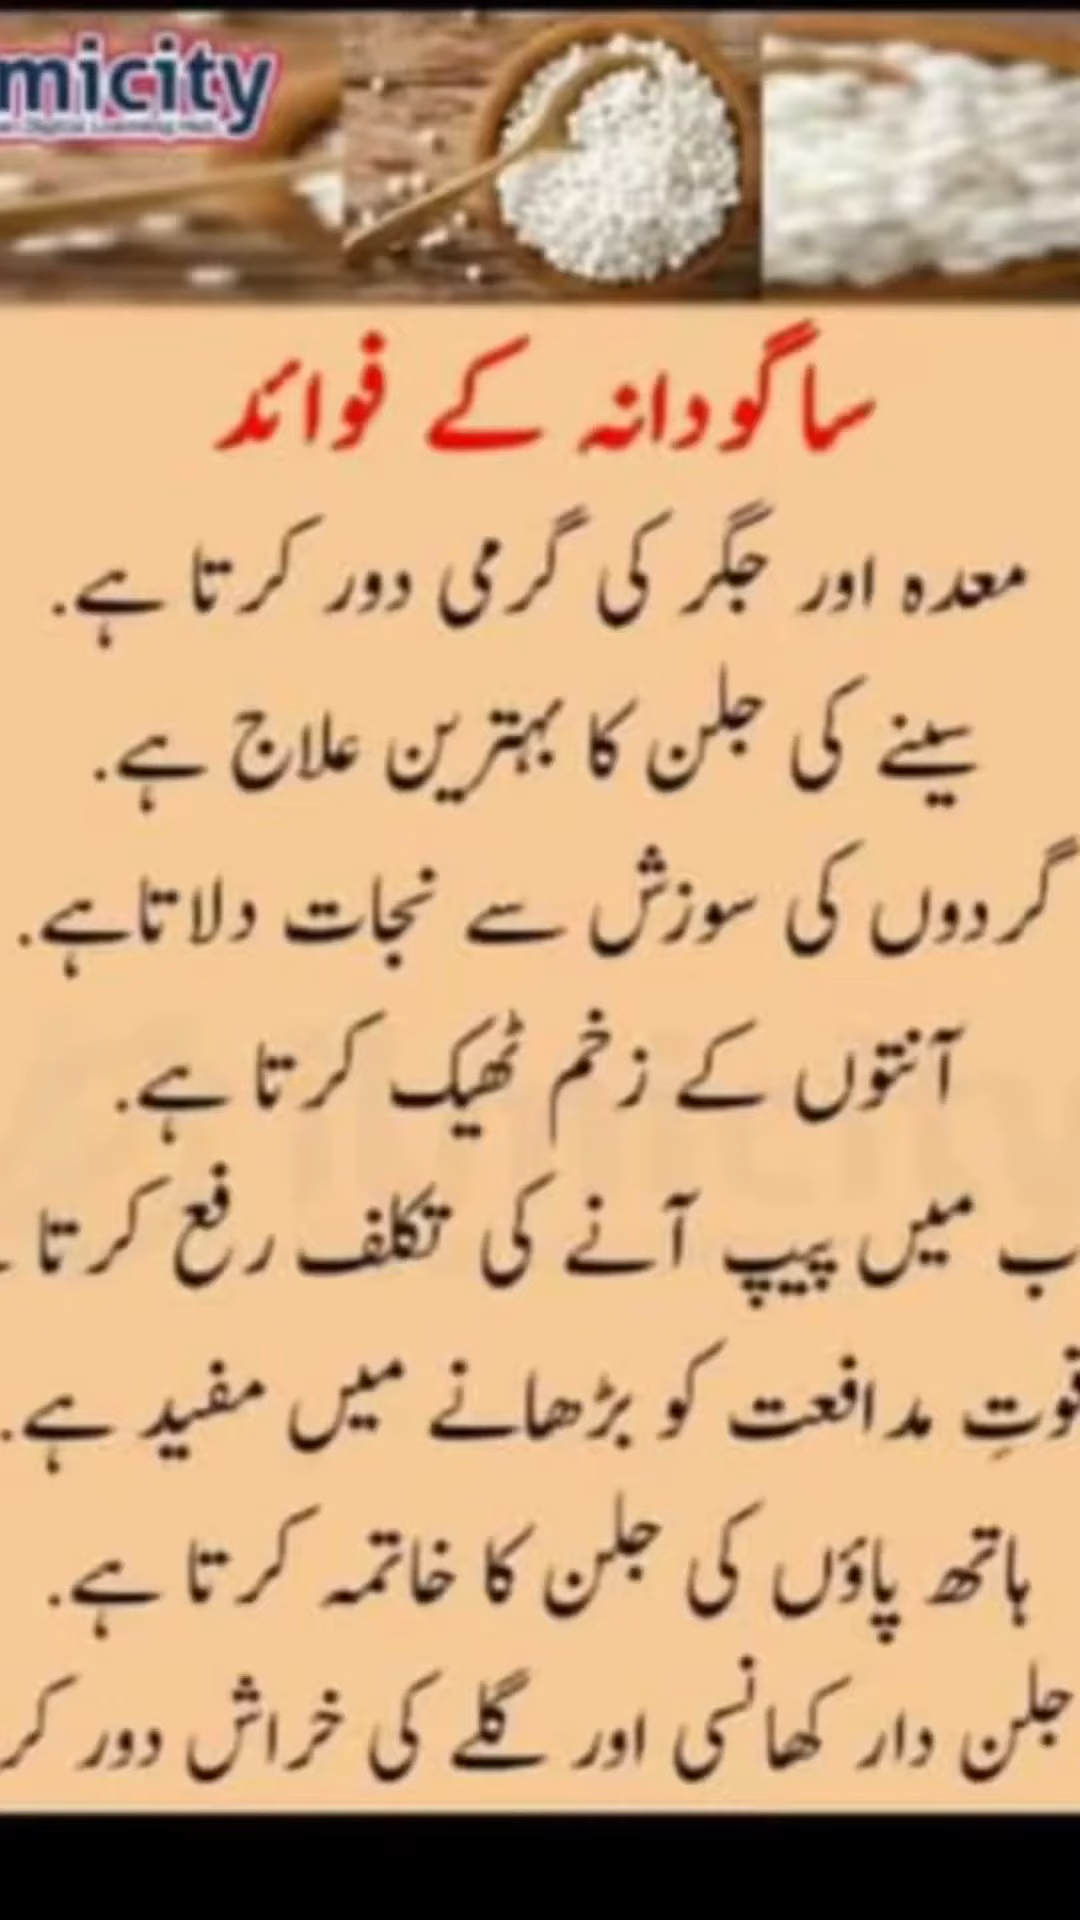 micity
ساگودانہ کے فوائد
معدہ اور جگر کی گرمی دور کرتا ہے.
سینے کی جلن کا بہترین علاج ہے.
گردوں کی سوزش سے نجات دلاتاہے.
آنتوں کے زخم ٹھیک کرتا ہے.
ب میں پیپ آنے کی تکلف رفع کرتا
قوتِ مدافعت کو بڑھانے میں مفید ہے.
ہاتھ پاؤں کی جلن کا خاتمہ کرتا ہے.
جلن دار کھانسی اور گلے کی خراش دور کر